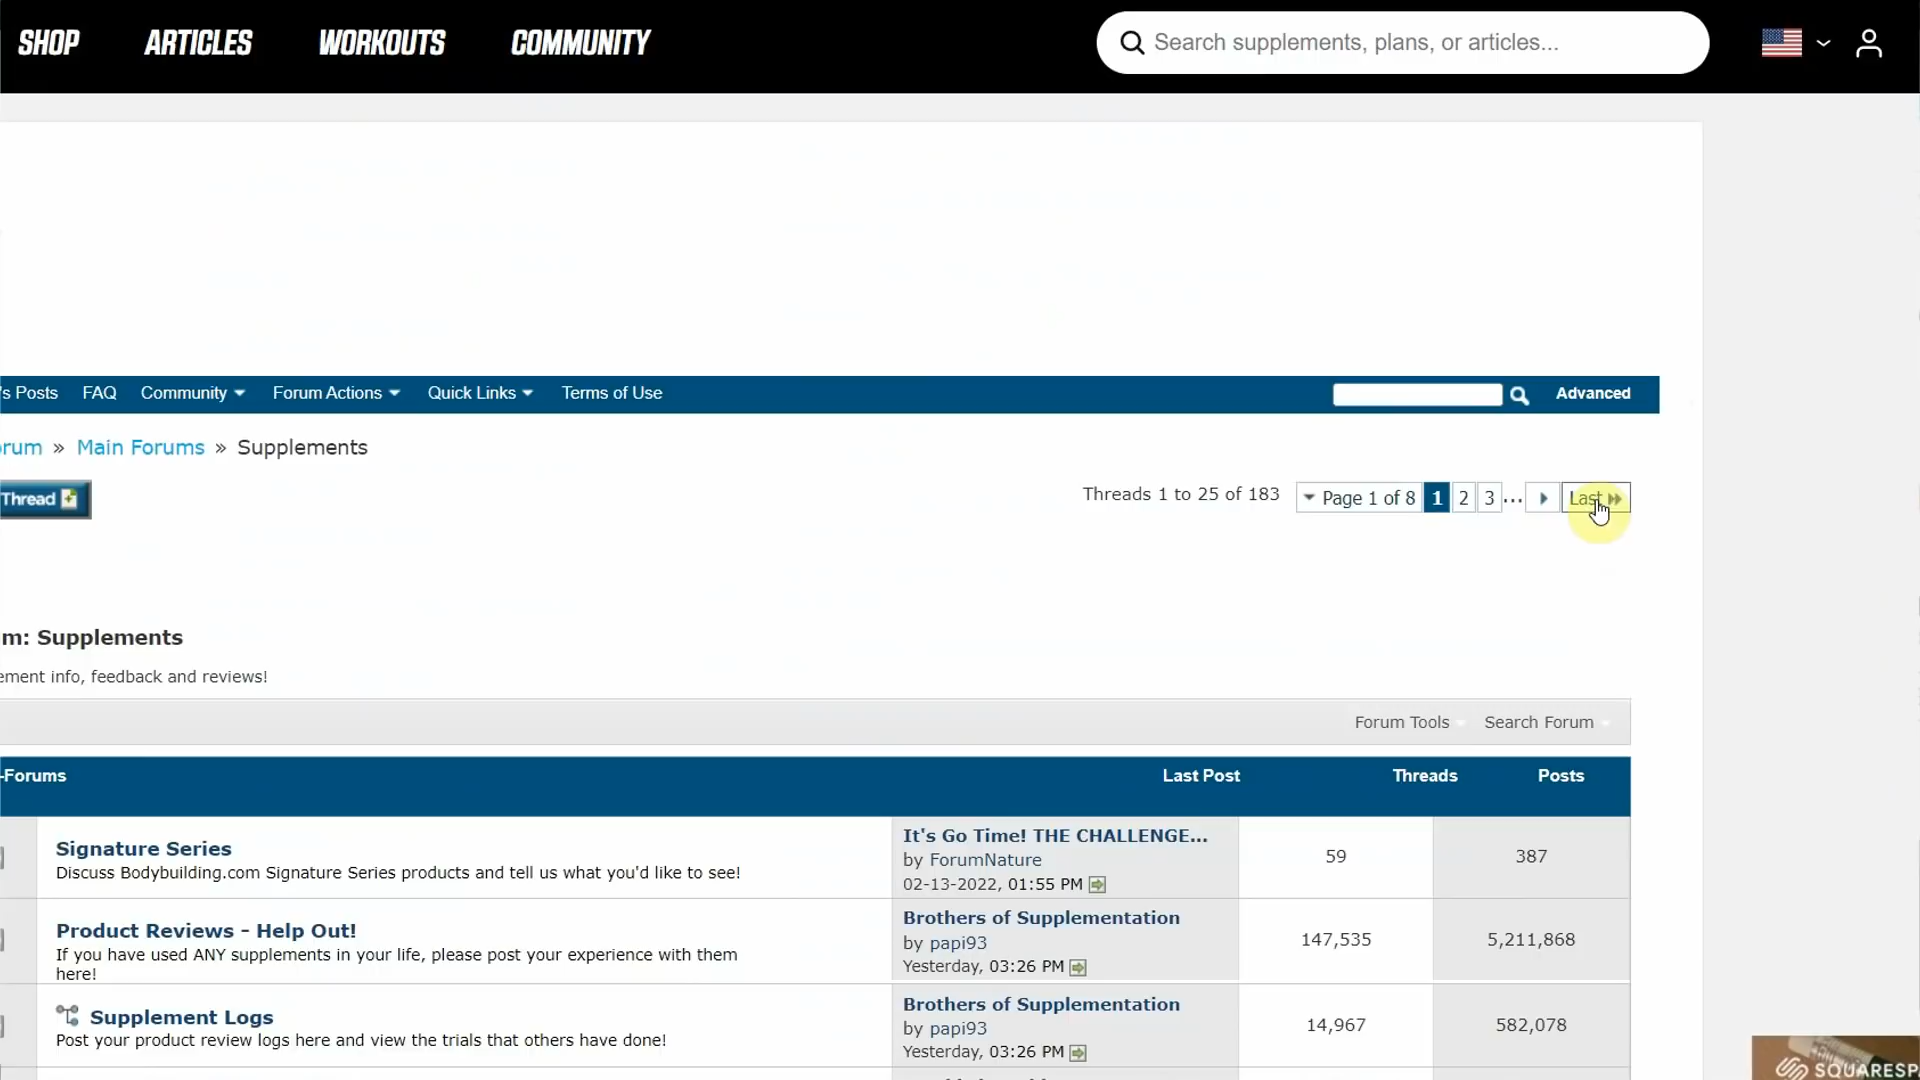 SHOP ARTICLES WORKOUTS COMMUNITY Search supplements, plans, or articles...
's Posts FAQ Community Forum Actions Quick Links Terms of Use Advanced
orum » Main Forums » Supplements
Thread Threads 1 to 25 of 183 Page 1 of 8 1 2 3 ... Last
m: Supplements
ement info, feedback and reviews!
Forum Tools Search Forum
-Forums Last Post Threads Posts
Signature Series
Discuss Bodybuilding.com Signature Series products and tell us what you'd like to see!
It's Go Time! THE CHALLENGE...
by ForumNature
02-13-2022, 01:55 PM
59 387
Product Reviews - Help Out!
If you have used ANY supplements in your life, please post your experience with them
here!
Brothers of Supplementation
by papi93
Yesterday, 03:26 PM
147,535 5,211,868
Supplement Logs
Post your product review logs here and view the trials that others have done!
Brothers of Supplementation
by papi93
Yesterday, 03:26 PM
14,967 582,078
SQUARESP